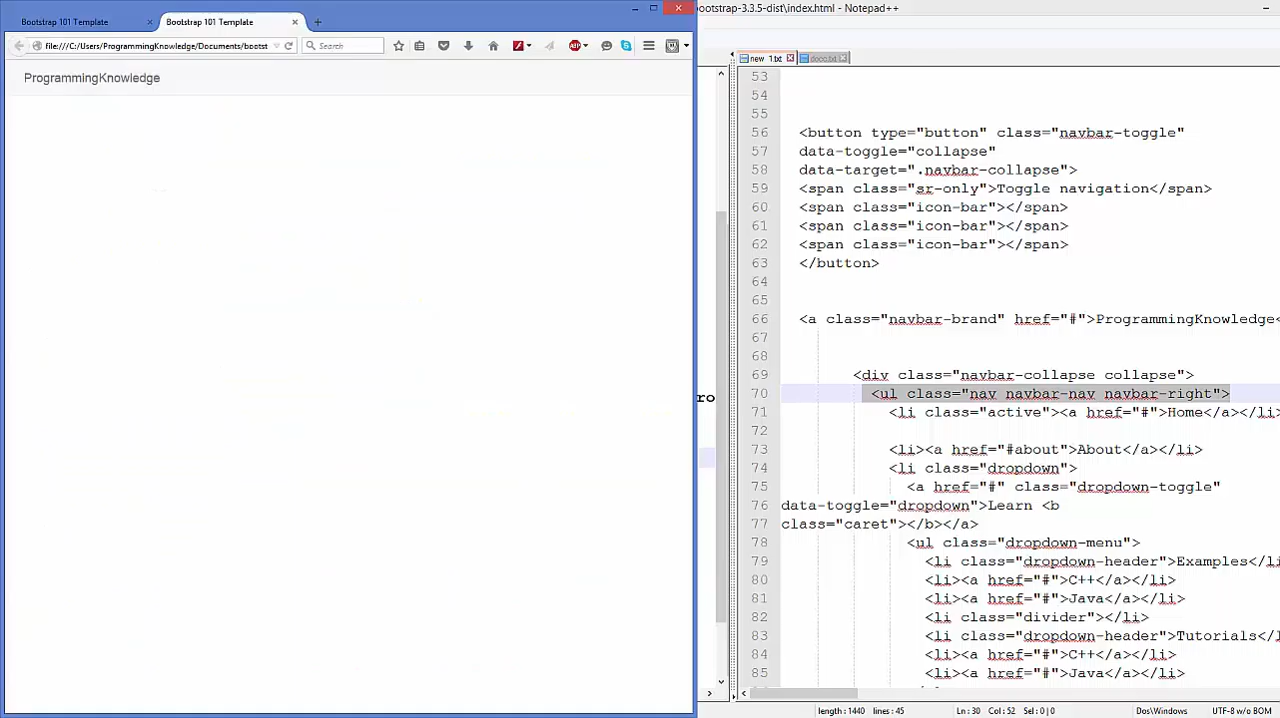 Bootstrap 101 Template
Bootstrap 101 Template
bootstrap-3.3.5-dist\index.html - Notepad++
file:///C:/Users/ProgrammingKnowledge/Documents/bootst
Search
ABP
new 1.txt
doco.txt
ProgrammingKnowledge
53
54
55
56 <button type="button" class="navbar-toggle"
57 data-toggle="collapse"
58 data-target=".navbar-collapse">
59 <span class="sr-only">Toggle navigation</span>
60 <span class="icon-bar"></span>
61 <span class="icon-bar"></span>
62 <span class="icon-bar"></span>
63 </button>
64
65
66 <a class="navbar-brand" href="#">ProgrammingKnowledge<
67
68
69 <div class="navbar-collapse collapse">
70 <ul class="nav navbar-nav navbar-right">
ro
71 <li class="active"><a href="#">Home</a></li>
72
73 <li><a href="#about">About</a></li>
74 <li class="dropdown">
75 <a href="#" class="dropdown-toggle"
76 data-toggle="dropdown">Learn <b
77 class="caret"></b></a>
78 <ul class="dropdown-menu">
79 <li class="dropdown-header">Examples</li
80 <li><a href="#">C++</a></li>
81 <li><a href="#">Java</a></li>
82 <li class="divider"></li>
83 <li class="dropdown-header">Tutorials</l
84 <li><a href="#">C++</a></li>
85 <li><a href="#">Java</a></li>
length : 1440 lines : 45
Ln : 30 Col : 52 Sel : 0 | 0
Dos\Windows
UTF-8 w/o BOM